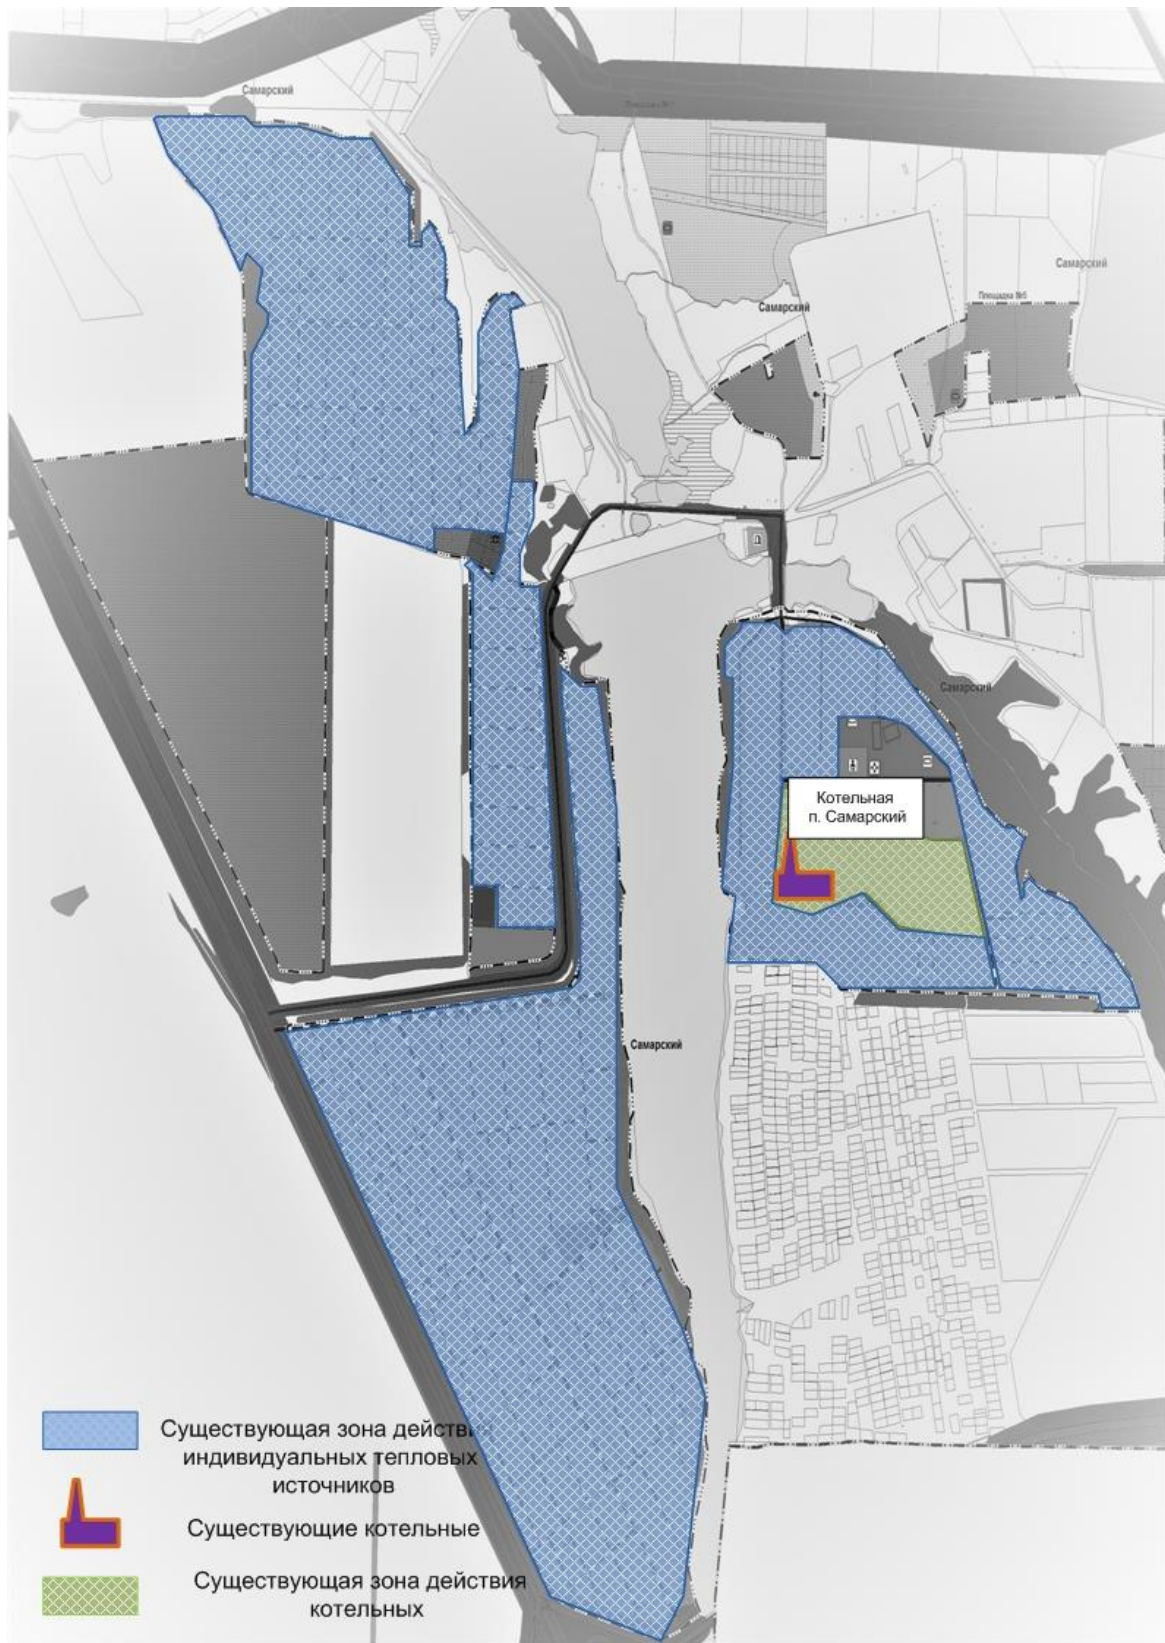 Самарский
Площадка №1
Самарский
Площадка №5
Самарский
Самарский
Котельная
п. Самарский
Самарский
Существующая зона действия
индивидуальных тепловых
источников
Существующие котельные
Существующая зона действия
котельных